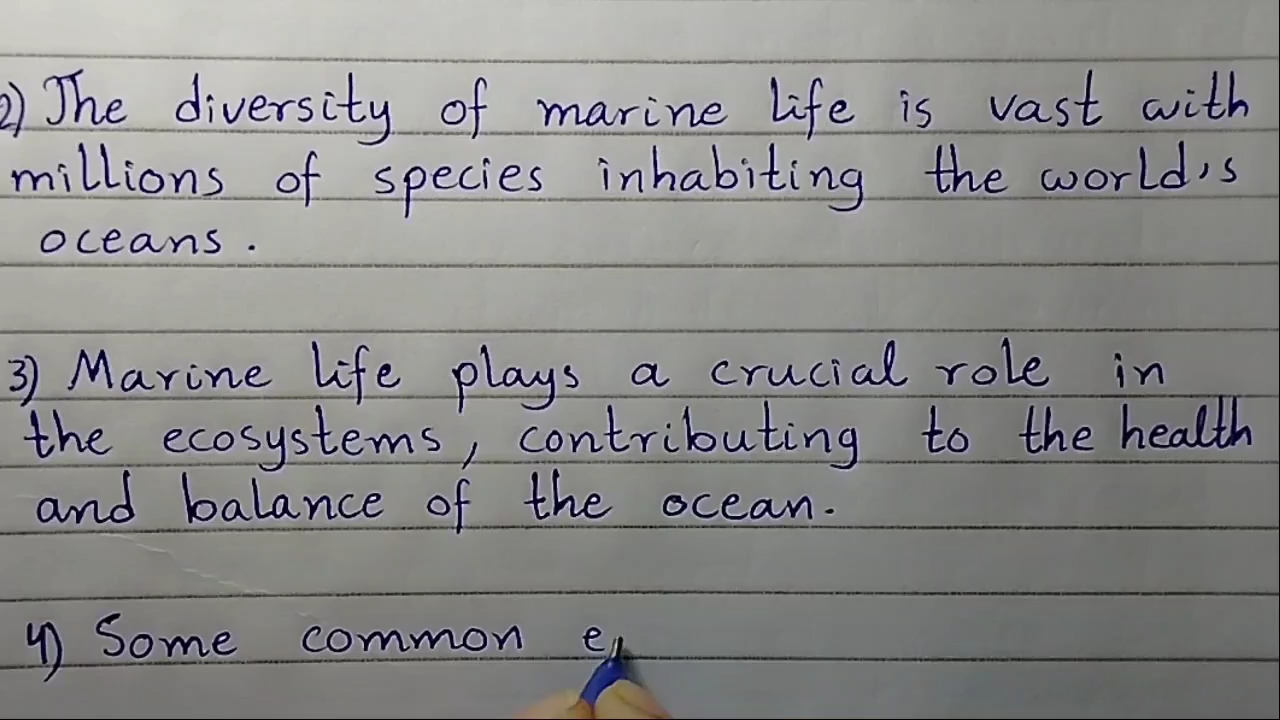 2) The diversity of marine life is vast with
millions of species inhabiting the world's
oceans.
3) Marine life plays a crucial role in
the ecosystems, contributing to the health
and balance of the ocean.
4) Some common e